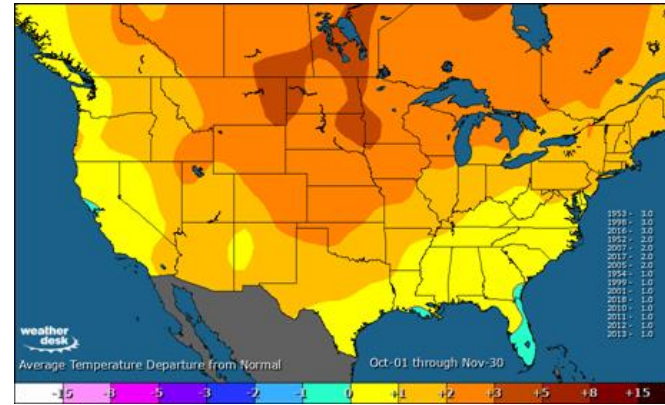 1953 - 3.0
1998 - 3.0
2016 - 3.0
1952 - 2.0
2007 - 2.0
2017 - 2.0
2005 - 2.0
1954 - 1.0
1999 - 1.0
2001 - 1.0
2018 - 1.0
2010 - 1.0
2011 - 1.0
2012 - 1.0
2013 - 1.0
weather
desk
Average Temperature Departure from Normal Oct-01 through Nov-30
-15 -8 -5 -3 -2 -1 0 +1 +2 +3 +5 +8 +15